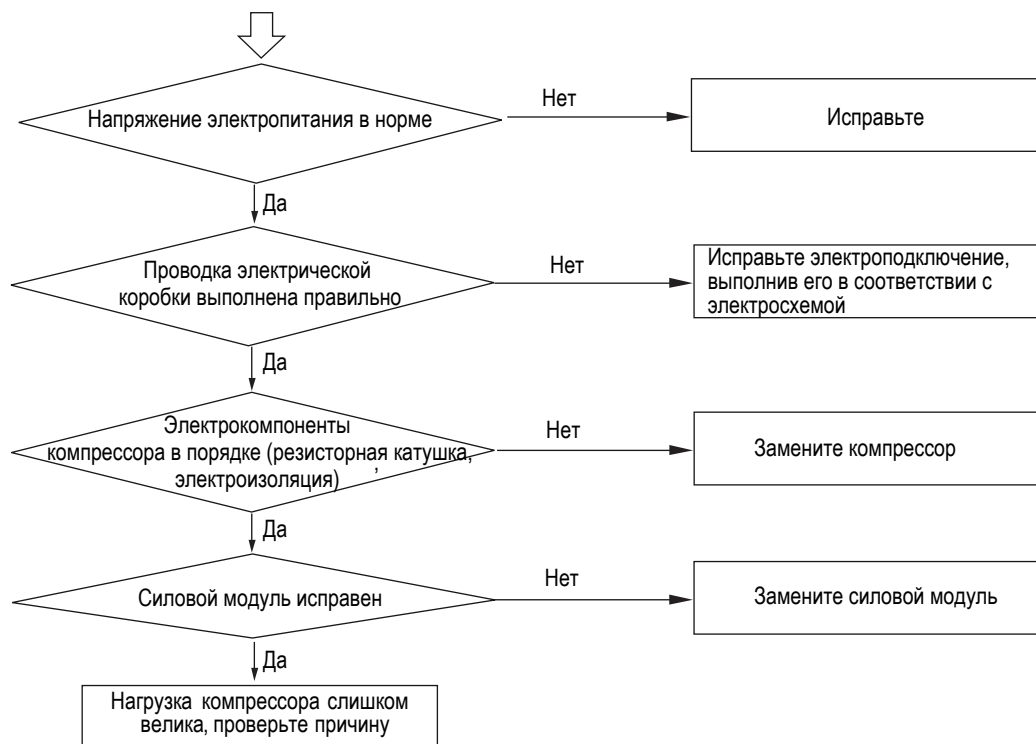 Напряжение электропитания в норме
Нет
Исправьте
Да
Проводка электрической
коробки выполнена правильно
Нет
Исправьте электроподключение,
выполнив его в соответствии с
электросхемой
Да
Электрокомпоненты
компрессора в порядке (резисторная катушка,
электроизоляция) ,
Нет
Замените компрессор
Да
Силовой модуль исправен
Нет
Замените силовой модуль
Да
Нагрузка компрессора слишком
велика, проверьте причину